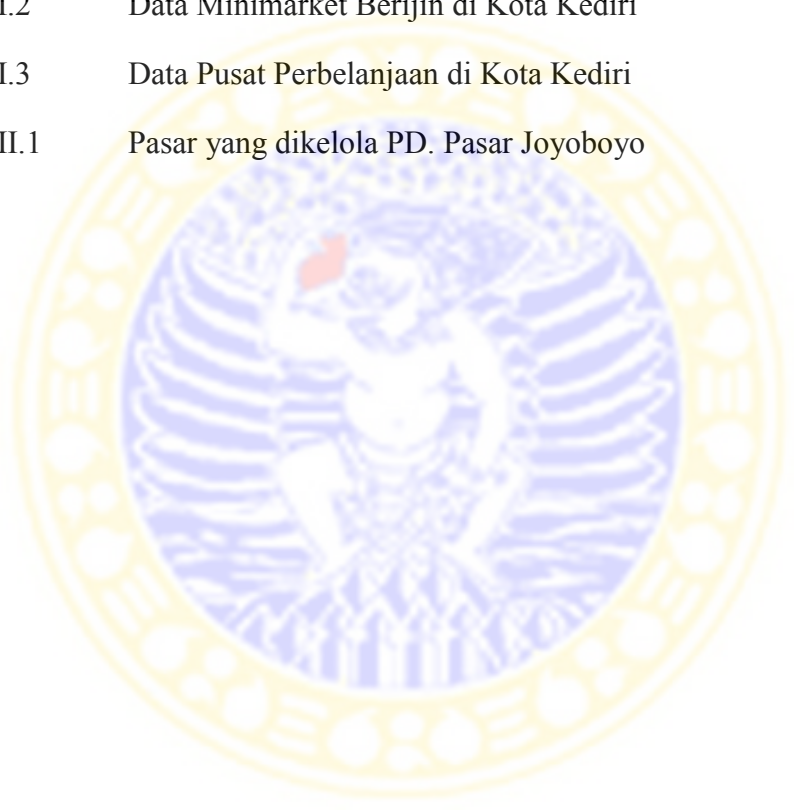 I.2 Data Minimarket Berijin di Kota Kediri
I.3 Data Pusat Perbelanjaan di Kota Kediri
II.1 Pasar yang dikelola PD. Pasar Joyoboyo